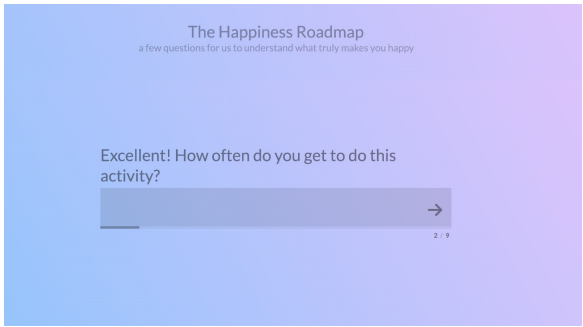 The Happiness Roadmap
a few questions for us to understand what truly makes you happy
Excellent! How often do you get to do this
activity?
2 / 9